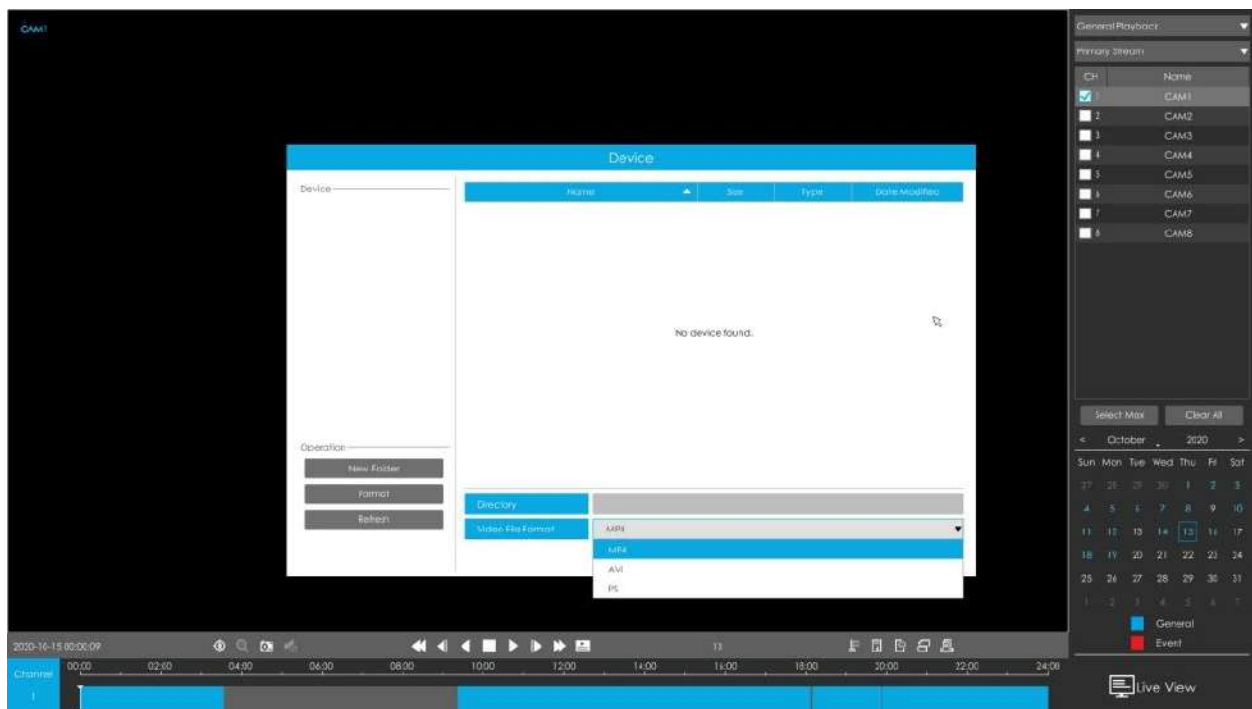 CAM1
General Playback
Primary Stream
CH Name
1 CAM1
2 CAM2
3 CAM3
4 CAM4
5 CAM5
6 CAM6
7 CAM7
8 CAM8
Device
Device
Name Size Type Date Modified
No device found.
Operation
New Folder
Format
Refresh
Directory
Video File Format MP4
MP4
AVI
PS
Select Max Clear All
< October 2020 >
Sun Mon Tue Wed Thu Fri Sat
27 28 29 30 1 2 3
4 5 6 7 8 9 10
11 12 13 14 15 16 17
18 19 20 21 22 23 24
25 26 27 28 29 30 31
1 2 3 4 5 6 7
General
Event
2020-10-15 00:00:09
Channel 00:00 02:00 04:00 06:00 08:00 10:00 12:00 14:00 16:00 18:00 20:00 22:00 24:00
1
Live View